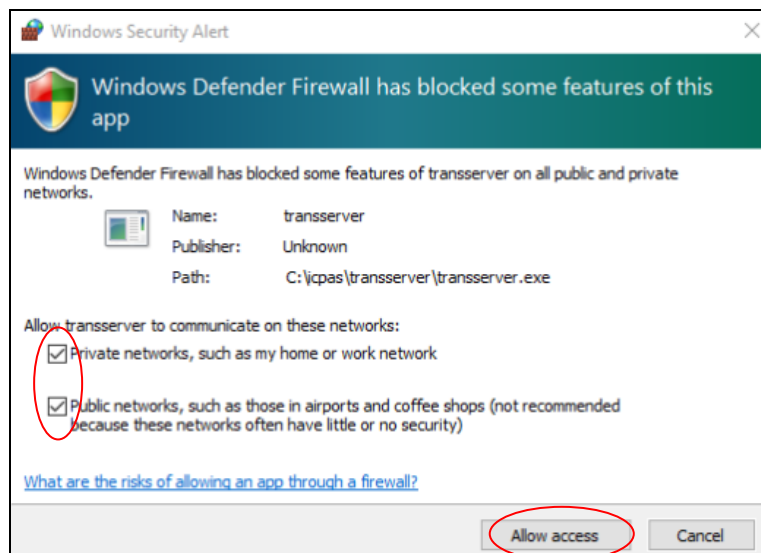 Windows Security Alert
Windows Defender Firewall has blocked some features of this
app
Windows Defender Firewall has blocked some features of transserver on all public and private
networks.
Name: transserver
Publisher: Unknown
Path: C:\icpas\transserver\transserver.exe
Allow transserver to communicate on these networks:
Private networks, such as my home or work network
Public networks, such as those in airports and coffee shops (not recommended
because these networks often have little or no security)
What are the risks of allowing an app through a firewall?
Allow access Cancel